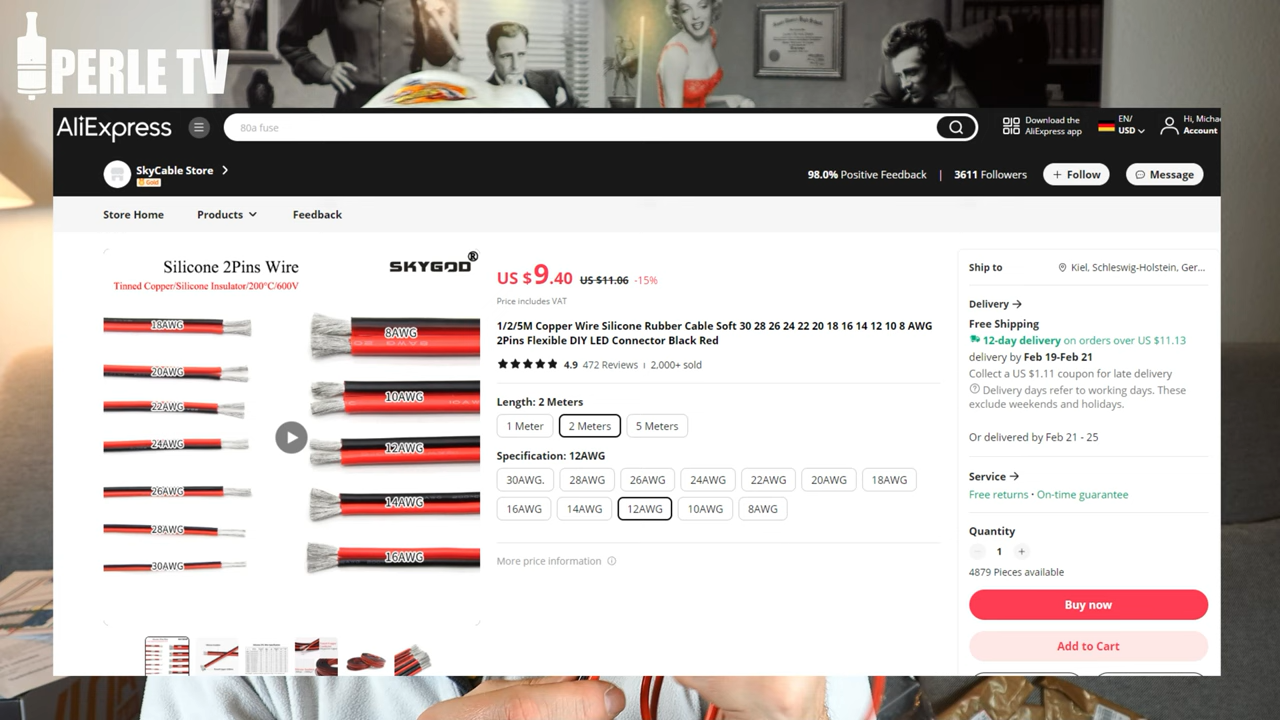 PERLE TV
AliExpress
80a fuse
Download the
AliExpress app
EN/
USD
Hi, Micha
Account
SkyCable Store
Gold
98.0% Positive Feedback | 3611 Followers
+ Follow
Message
Store Home
Products
Feedback
Silicone 2Pins Wire
Tinned Copper/Silicone Insulator/200°C/600V
SKYGOD®
18AWG
20AWG
22AWG
24AWG
26AWG
28AWG
30AWG
8AWG
10AWG
12AWG
14AWG
16AWG
US $9.40 US $11.06 -15%
Price includes VAT
1/2/5M Copper Wire Silicone Rubber Cable Soft 30 28 26 24 22 20 18 16 14 12 10 8 AWG
2Pins Flexible DIY LED Connector Black Red
4.9 472 Reviews 2,000+ sold
Length: 2 Meters
1 Meter
2 Meters
5 Meters
Specification: 12AWG
30AWG.
28AWG
26AWG
24AWG
22AWG
20AWG
18AWG
16AWG
14AWG
12AWG
10AWG
8AWG
More price information
Ship to
Kiel, Schleswig-Holstein, Ger...
Delivery
Free Shipping
12-day delivery on orders over US $11.13
delivery by Feb 19-Feb 21
Collect a US $1.11 coupon for late delivery
Delivery days refer to working days. These
exclude weekends and holidays.
Or delivered by Feb 21 - 25
Service
Free returns · On-time guarantee
Quantity
- 1 +
4879 Pieces available
Buy now
Add to Cart